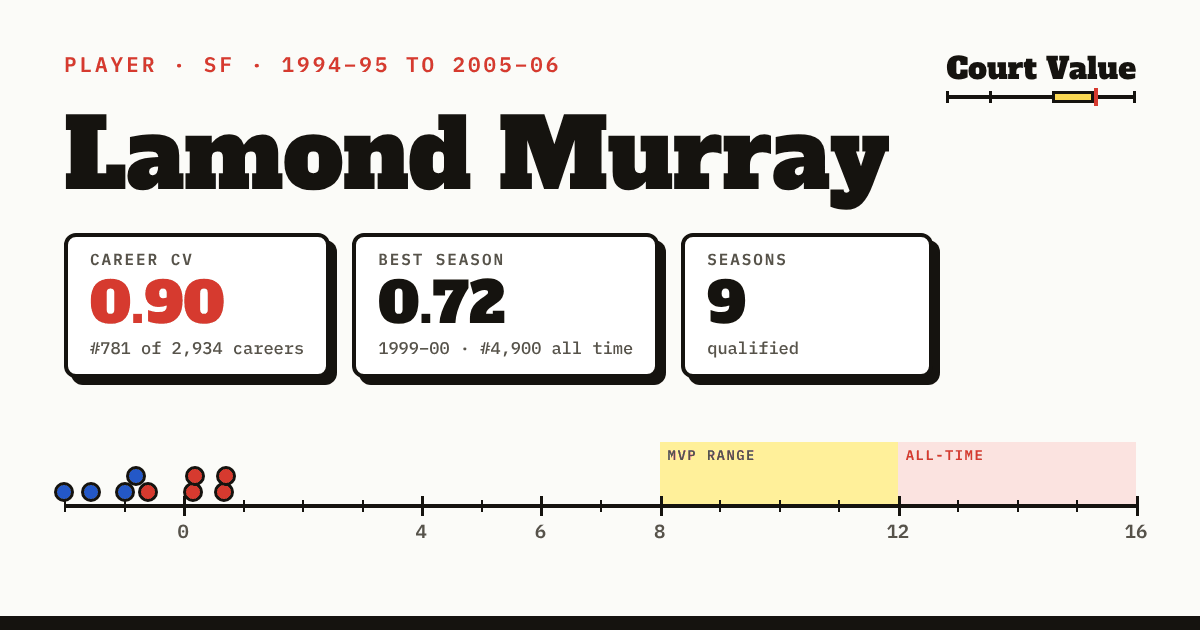 PLAYER · SF · 1994–95 TO 2005–06
Court Value
Lamond Murray
CAREER CV
0.90
#781 of 2,934 careers
BEST SEASON
0.72
1999–00 · #4,900 all time
SEASONS
9
qualified
MVP RANGE
ALL-TIME
0 4 6 8 12 16